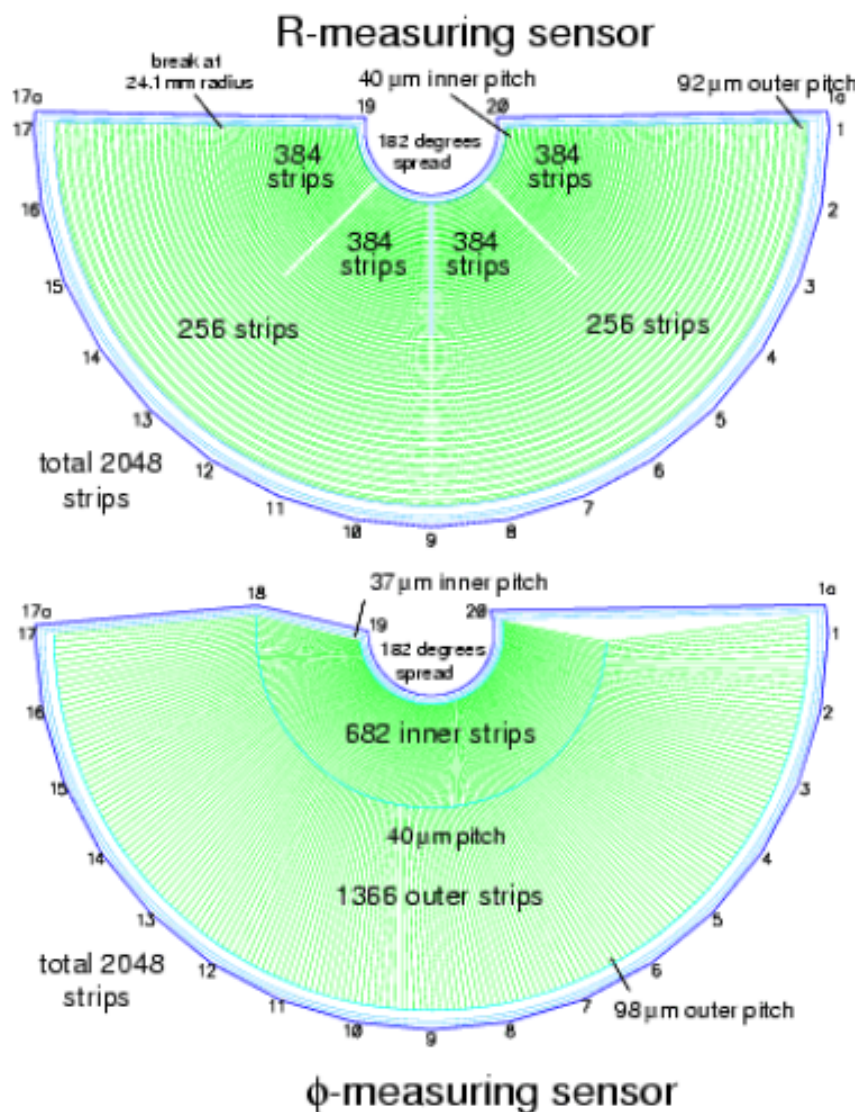 R-measuring sensor
break at
24.1 mm radius
40 μm inner pitch
92 μm outer pitch
17a
19
20
1a
17
1
182 degrees
spread
384
strips
384
strips
16
2
384
strips
384
strips
15
3
256 strips
256 strips
14
4
13
5
total 2048
strips
12
6
11
7
10
8
9
37 μm inner pitch
18
17a
20
1a
17
19
1
182 degrees
spread
16
2
682 inner strips
15
3
40 μm pitch
14
4
1366 outer strips
13
5
total 2048
strips
12
6
11
7
98 μm outer pitch
10
8
9
ϕ-measuring sensor